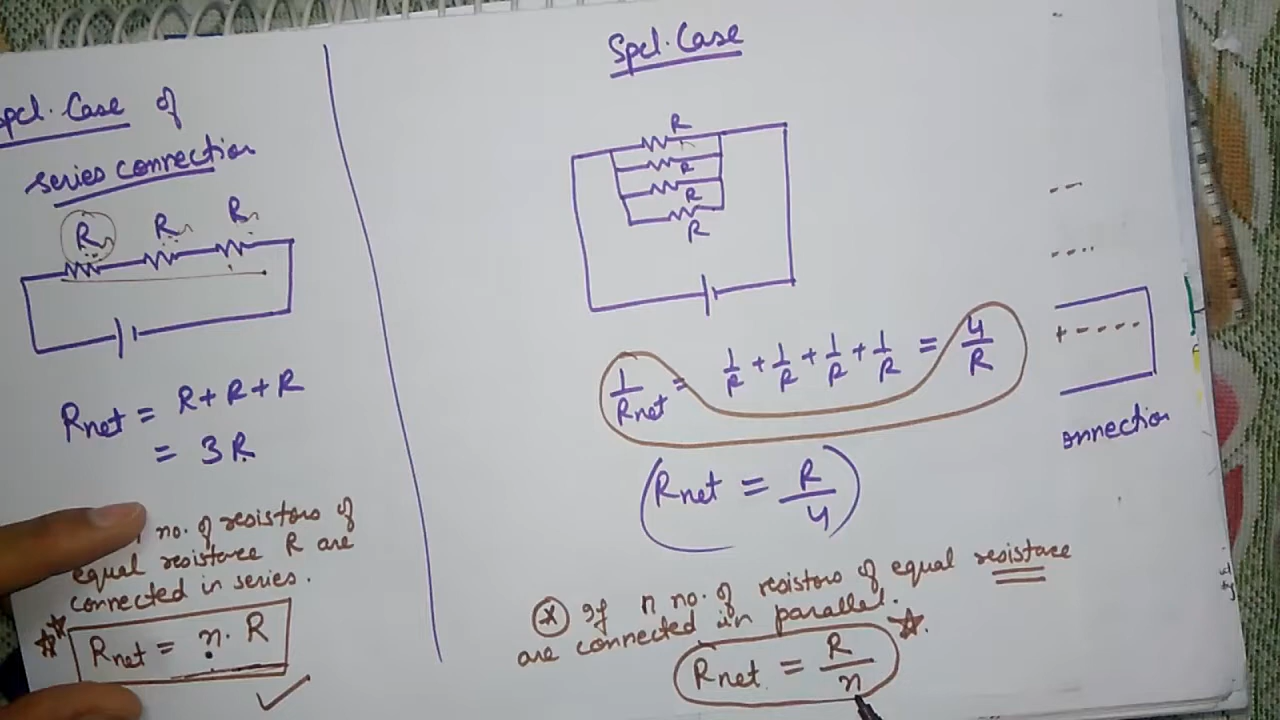 Spcl. Case of
series connection
R R R
Rnet = R + R + R
= 3R
no. of resistors of
equal resistance R are
connected in series.
Rnet = n. R
Spcl. Case
R
R
R
R
1/Rnet = 1/R + 1/R + 1/R + 1/R = 4/R
(Rnet = R/4)
If n no. of resistors of equal resistance
are connected in parallel.
Rnet = R/n
onnection